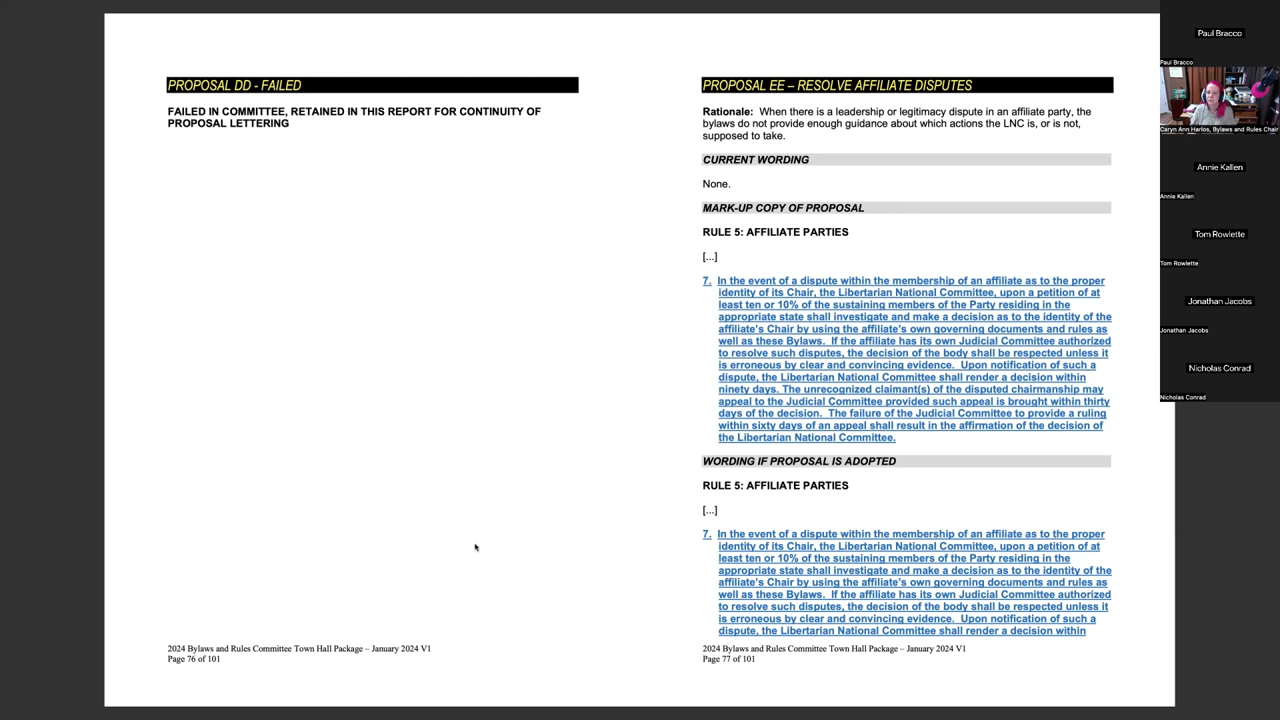 PROPOSAL DD - FAILED
FAILED IN COMMITTEE, RETAINED IN THIS REPORT FOR CONTINUITY OF
PROPOSAL LETTERING
2024 Bylaws and Rules Committee Town Hall Package – January 2024 V1
Page 76 of 101
PROPOSAL EE – RESOLVE AFFILIATE DISPUTES
Rationale: When there is a leadership or legitimacy dispute in an affiliate party, the
bylaws do not provide enough guidance about which actions the LNC is, or is not,
supposed to take.
CURRENT WORDING
None.
MARK-UP COPY OF PROPOSAL
RULE 5: AFFILIATE PARTIES
[...]
7. In the event of a dispute within the membership of an affiliate as to the proper
identity of its Chair, the Libertarian National Committee, upon a petition of at
least ten or 10% of the sustaining members of the Party residing in the
appropriate state shall investigate and make a decision as to the identity of the
affiliate's Chair by using the affiliate's own governing documents and rules as
well as these Bylaws. If the affiliate has its own Judicial Committee authorized
to resolve such disputes, the decision of the body shall be respected unless it
is erroneous by clear and convincing evidence. Upon notification of such a
dispute, the Libertarian National Committee shall render a decision within
ninety days. The unrecognized claimant(s) of the disputed chairmanship may
appeal to the Judicial Committee provided such appeal is brought within thirty
days of the decision. The failure of the Judicial Committee to provide a ruling
within sixty days of an appeal shall result in the affirmation of the decision of
the Libertarian National Committee.
WORDING IF PROPOSAL IS ADOPTED
RULE 5: AFFILIATE PARTIES
[...]
7. In the event of a dispute within the membership of an affiliate as to the proper
identity of its Chair, the Libertarian National Committee, upon a petition of at
least ten or 10% of the sustaining members of the Party residing in the
appropriate state shall investigate and make a decision as to the identity of the
affiliate's Chair by using the affiliate's own governing documents and rules as
well as these Bylaws. If the affiliate has its own Judicial Committee authorized
to resolve such disputes, the decision of the body shall be respected unless it
is erroneous by clear and convincing evidence. Upon notification of such a
dispute, the Libertarian National Committee shall render a decision within
2024 Bylaws and Rules Committee Town Hall Package – January 2024 V1
Page 77 of 101
Paul Bracco
Paul Bracco
Caryn Ann Harlos, Bylaws and Rules Chair
Annie Kallen
Annie Kallen
Tom Rowlette
Tom Rowlette
Jonathan Jacobs
Jonathan Jacobs
Nicholas Conrad
Nicholas Conrad